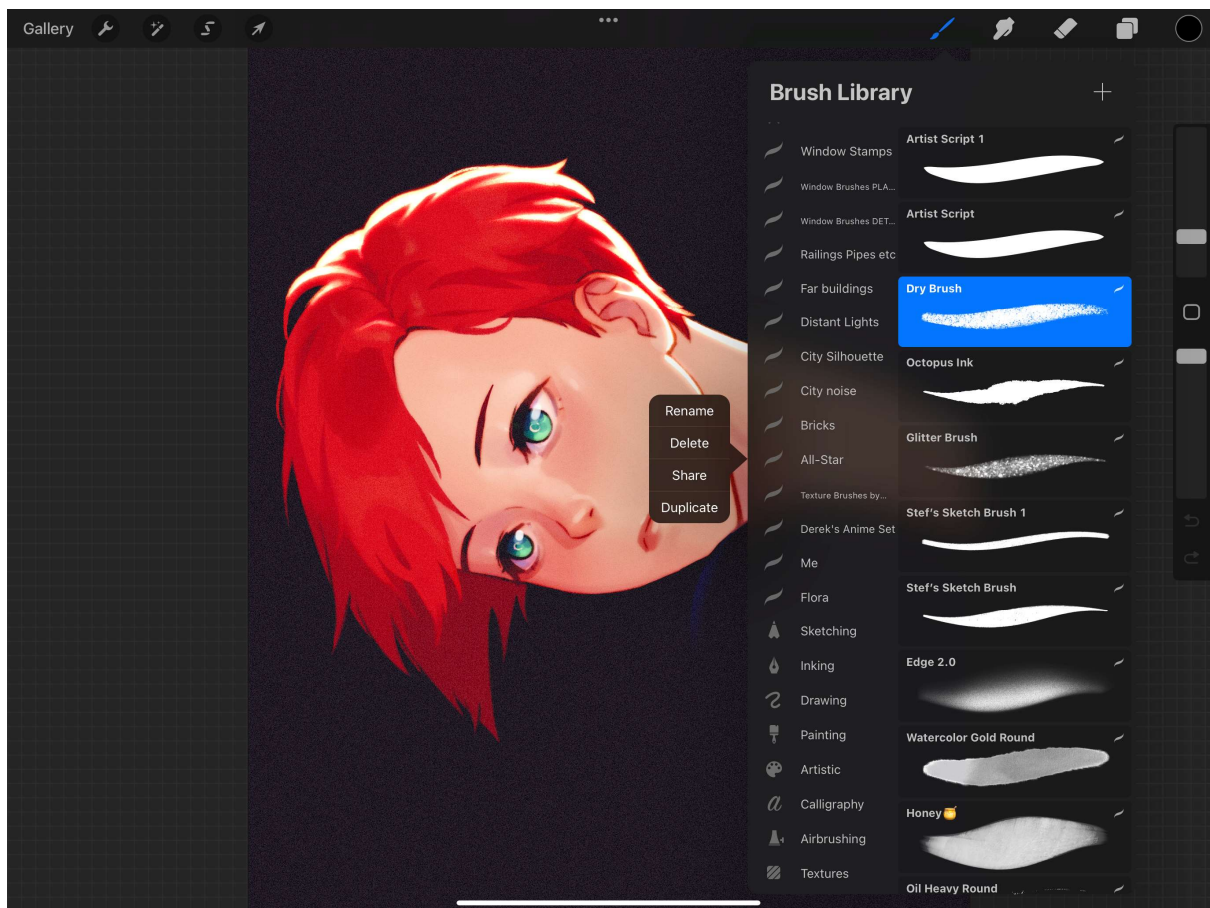 Gallery
Brush Library
Window Stamps
Window Brushes PLA...
Window Brushes DET...
Railings Pipes etc
Far buildings
Distant Lights
City Silhouette
City noise
Bricks
All-Star
Texture Brushes by...
Derek's Anime Set
Me
Flora
Sketching
Inking
Drawing
Painting
Artistic
Calligraphy
Airbrushing
Textures
Rename
Delete
Share
Duplicate
Artist Script 1
Artist Script
Dry Brush
Octopus Ink
Glitter Brush
Stef's Sketch Brush 1
Stef's Sketch Brush
Edge 2.0
Watercolor Gold Round
Honey🍯
Oil Heavy Round